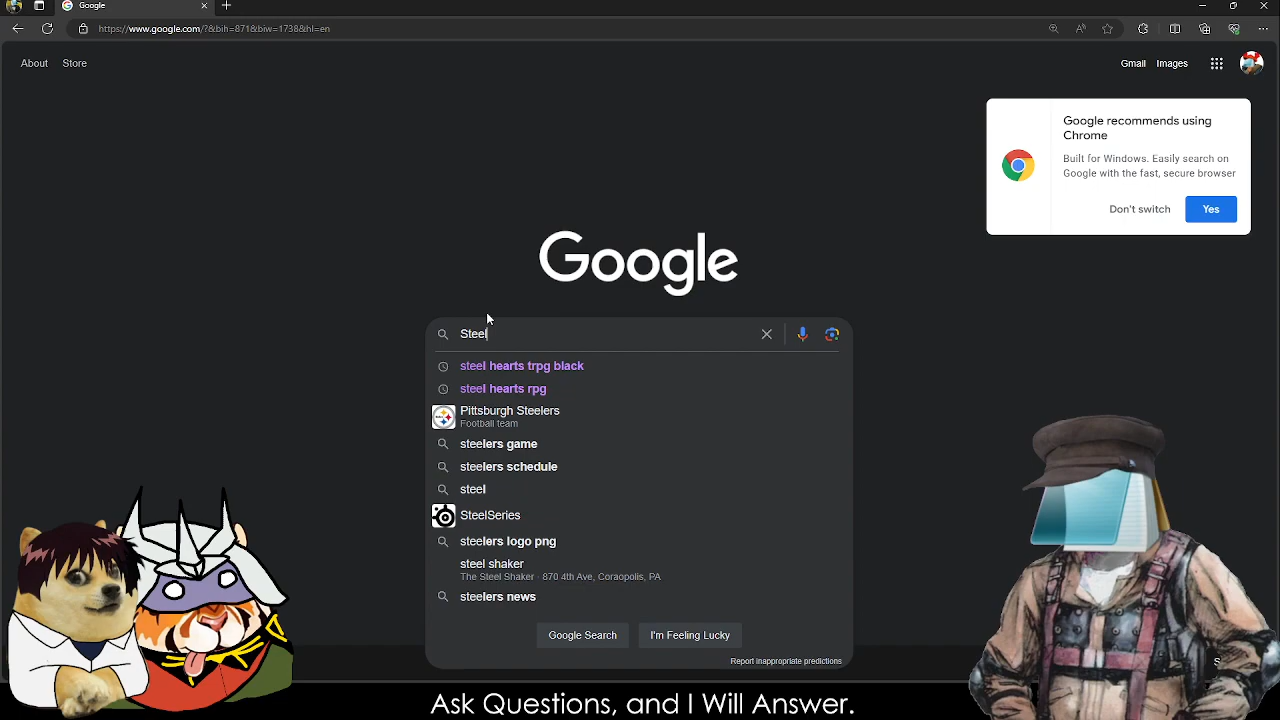 Google
https://www.google.com/?&bih=871&biw=1738&hl=en
About Store
Gmail Images
Google recommends using
Chrome
Built for Windows. Easily search on
Google with the fast, secure browser
Don't switch Yes
Google
Steel
steel hearts trpg black
steel hearts rpg
Pittsburgh Steelers
Football team
steelers game
steelers schedule
steel
SteelSeries
steelers logo png
steel shaker
The Steel Shaker · 870 4th Ave, Coraopolis, PA
steelers news
Google Search I'm Feeling Lucky
Report inappropriate predictions
S
Ask Questions, and I Will Answer.